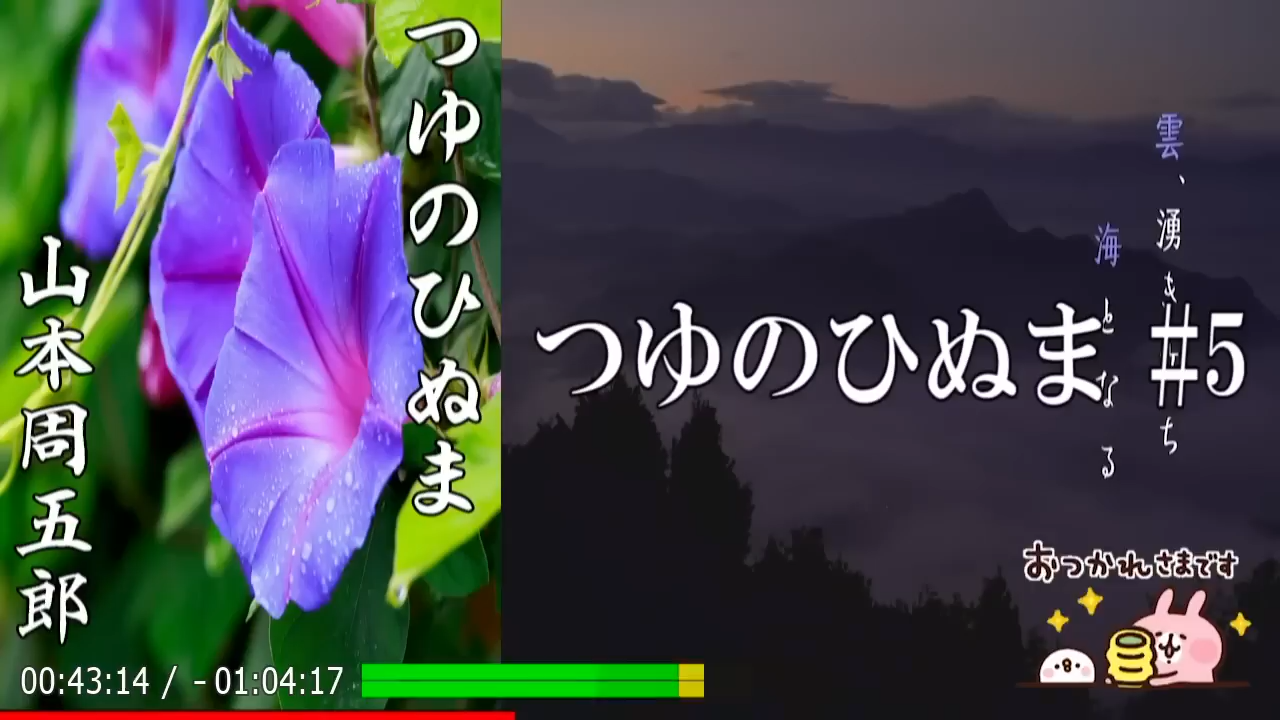 つゆのひぬま
山本周五郎
つゆのひぬま #5
雲、湧き立ち
海となる
おつかれさまです
00:43:14 / -01:04:17